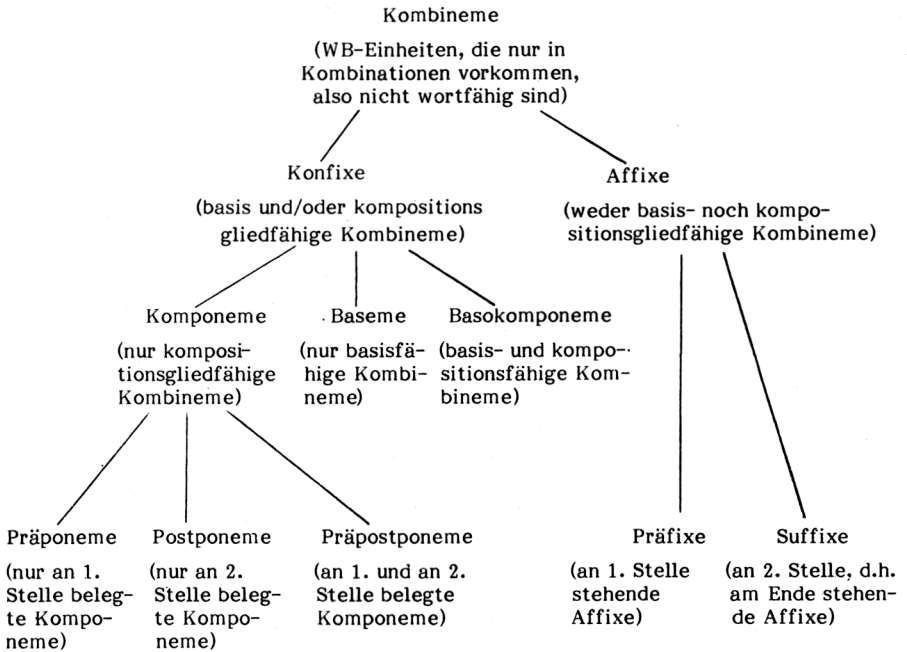 Kombineme
(WB-Einheiten, die nur in
Kombinationen vorkommen,
also nicht wortfähig sind)
Konfixe
(basis und/oder kompositions
gliedfähige Kombineme)
Affixe
(weder basis- noch kompo-
sitionsgliedfähige Kombineme)
Komponeme
(nur komposi-
tionsgliedfähige
Kombineme)
Baseme
(nur basisfä-
hige Kombi-
neme)
Basokomponeme
(basis- und kompo-
sitionsfähige Kom-
bineme)
Präponeme
(nur an 1.
Stelle beleg-
te Kompo-
neme)
Postponeme
(nur an 2.
Stelle beleg-
te Kompo-
neme)
Präpostponeme
(an 1. und an 2.
Stelle belegte
Komponeme)
Präfixe
(an 1. Stelle
stehende
Affixe)
Suffixe
(an 2. Stelle, d.h.
am Ende stehen-
de Affixe)